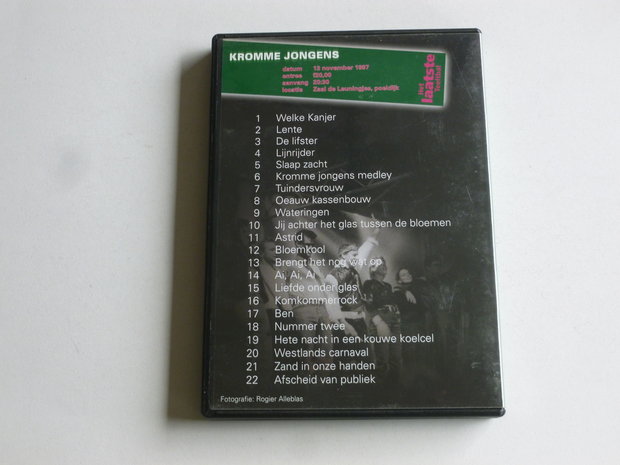 KROMME JONGENS
datum 13 november 1997
entree f20,00
aanvang 20:30
locatie Zaal de Leuningjes, poeldijk
Het
laatste
1 Welke Kanjer
2 Lente
3 De lifster
4 Lijnrijder
5 Slaap zacht
6 Kromme jongens medley
7 Tuindersvrouw
8 Oeauw kassenbouw
9 Wateringen
10 Jij achter het glas tussen de bloemen
11 Astrid
12 Bloemkool
13 Brengt het nog wat op
14 Ai, Ai, Ai
15 Liefde onder glas
16 Komkommerrock
17 Ben
18 Nummer twee
19 Hete nacht in een kouwe koelcel
20 Westlands carnaval
21 Zand in onze handen
22 Afscheid van publiek
Fotografie: Rogier Alleblas